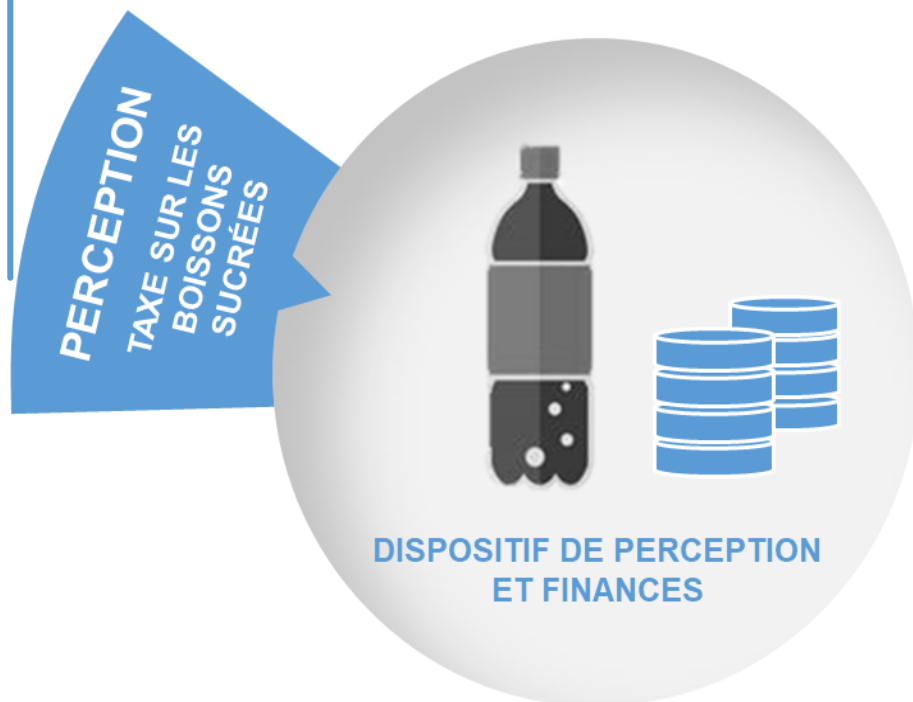 PERCEPTION
TAXE SUR LES
BOISSONS
SUCRÉES
DISPOSITIF DE PERCEPTION
ET FINANCES